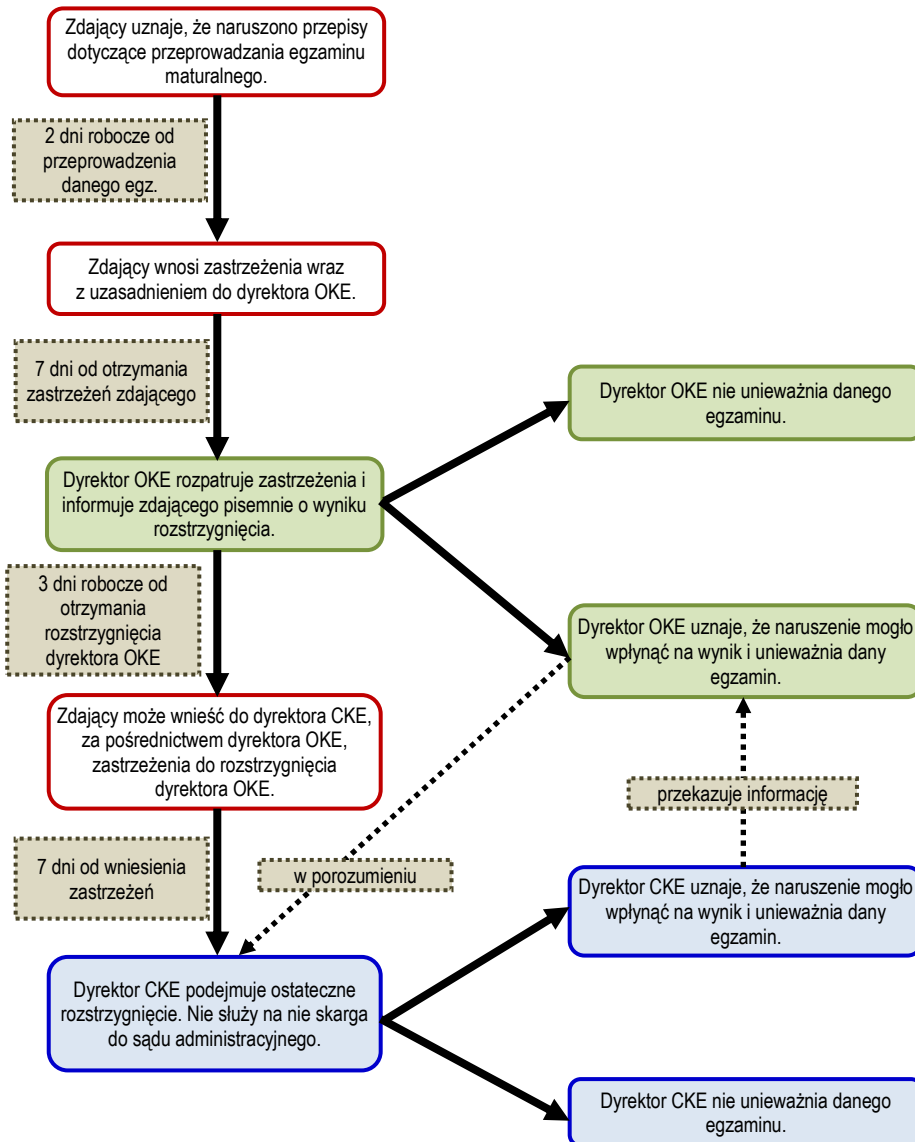 Zdający uznaje, że naruszono przepisy
dotyczące przeprowadzania egzaminu
maturalnego.
2 dni robocze od
przeprowadzenia
danego egz.
Zdający wnosi zastrzeżenia wraz
z uzasadnieniem do dyrektora OKE.
7 dni od otrzymania
zastrzeżeń zdającego
Dyrektor OKE nie unieważnia danego
egzaminu.
Dyrektor OKE rozpatruje zastrzeżenia i
informuje zdającego pisemnie o wyniku
rozstrzygnięcia.
3 dni robocze od
otrzymania
rozstrzygnięcia
dyrektora OKE
Dyrektor OKE uznaje, że naruszenie mogło
wpłynąć na wynik i unieważnia dany
egzamin.
Zdający może wnieść do dyrektora CKE,
za pośrednictwem dyrektora OKE,
zastrzeżenia do rozstrzygnięcia
dyrektora OKE.
przekazuje informację
7 dni od wniesienia
zastrzeżeń
w porozumieniu
Dyrektor CKE uznaje, że naruszenie mogło
wpłynąć na wynik i unieważnia dany
egzamin.
Dyrektor CKE podejmuje ostateczne
rozstrzygnięcie. Nie służy na nie skarga
do sądu administracyjnego.
Dyrektor CKE nie unieważnia danego
egzaminu.